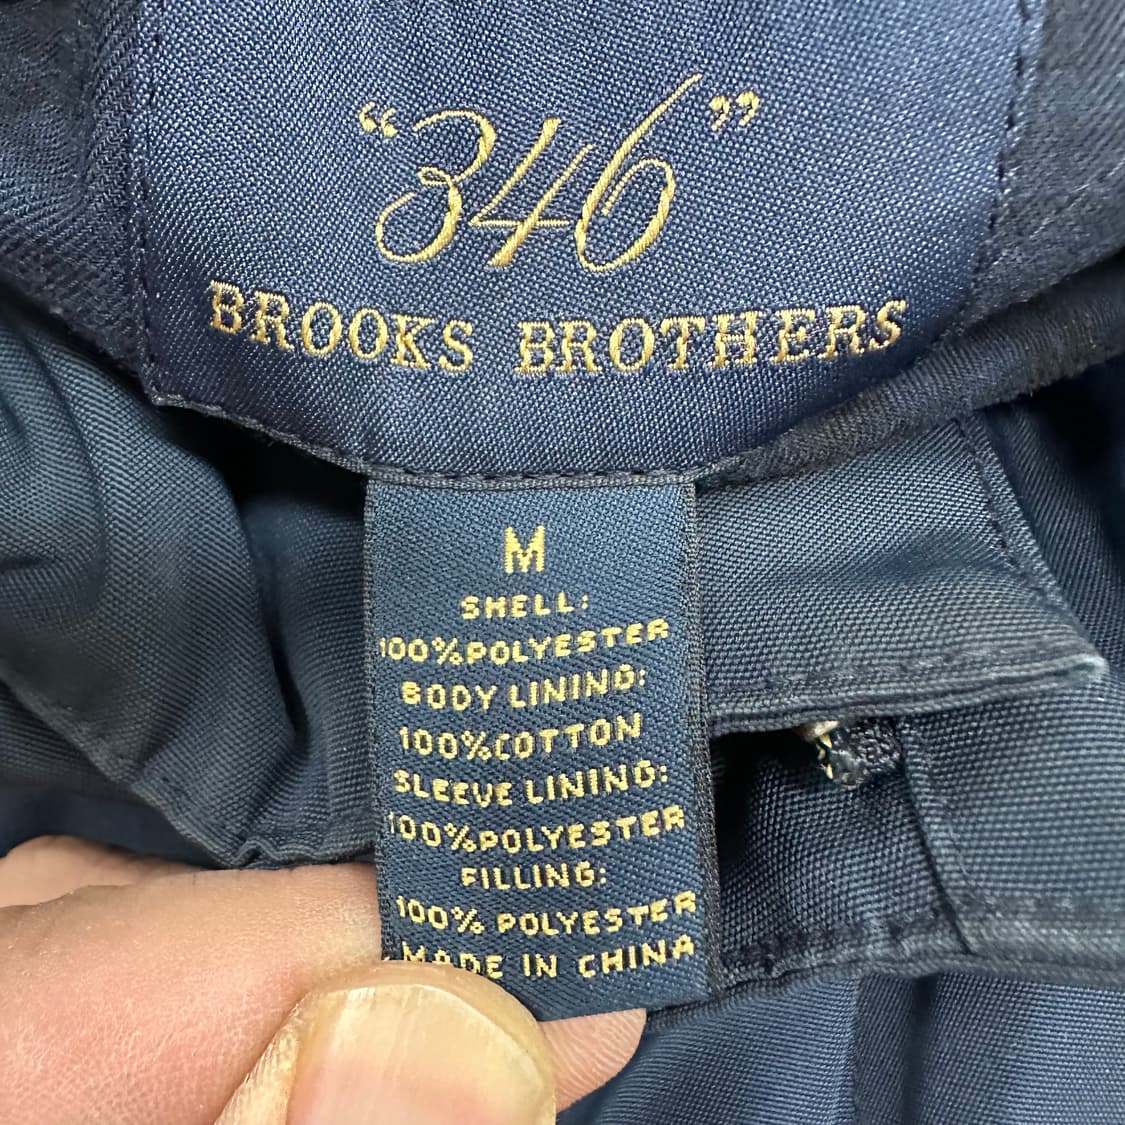 “346”
BROOKS BROTHERS
M
SHELL:
100%POLYESTER
BODY LINING:
100%COTTON
SLEEVE LINING:
100%POLYESTER
FILLING:
100% POLYESTER
MADE IN CHINA